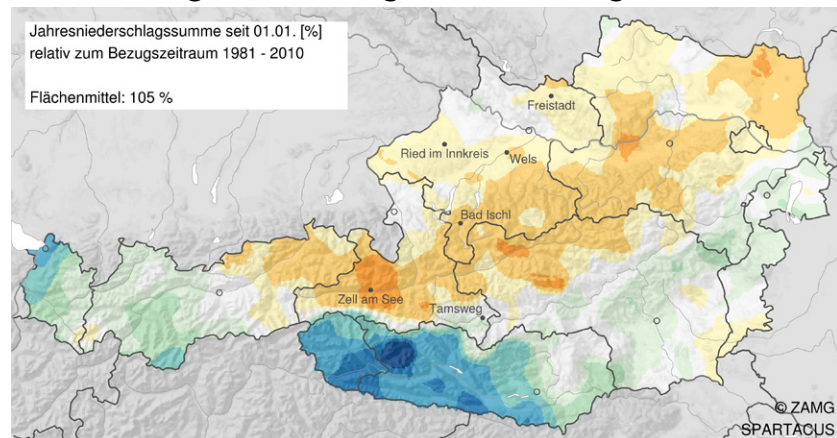 Jahresniederschlagssumme seit 01.01. [%]
relativ zum Bezugszeitraum 1981 - 2010
Flächenmittel: 105 %
Freistadt
Ried im Innkreis
Wels
Bad Ischl
Zell am See
Tamsweg
© ZAMG
SPARTACUS